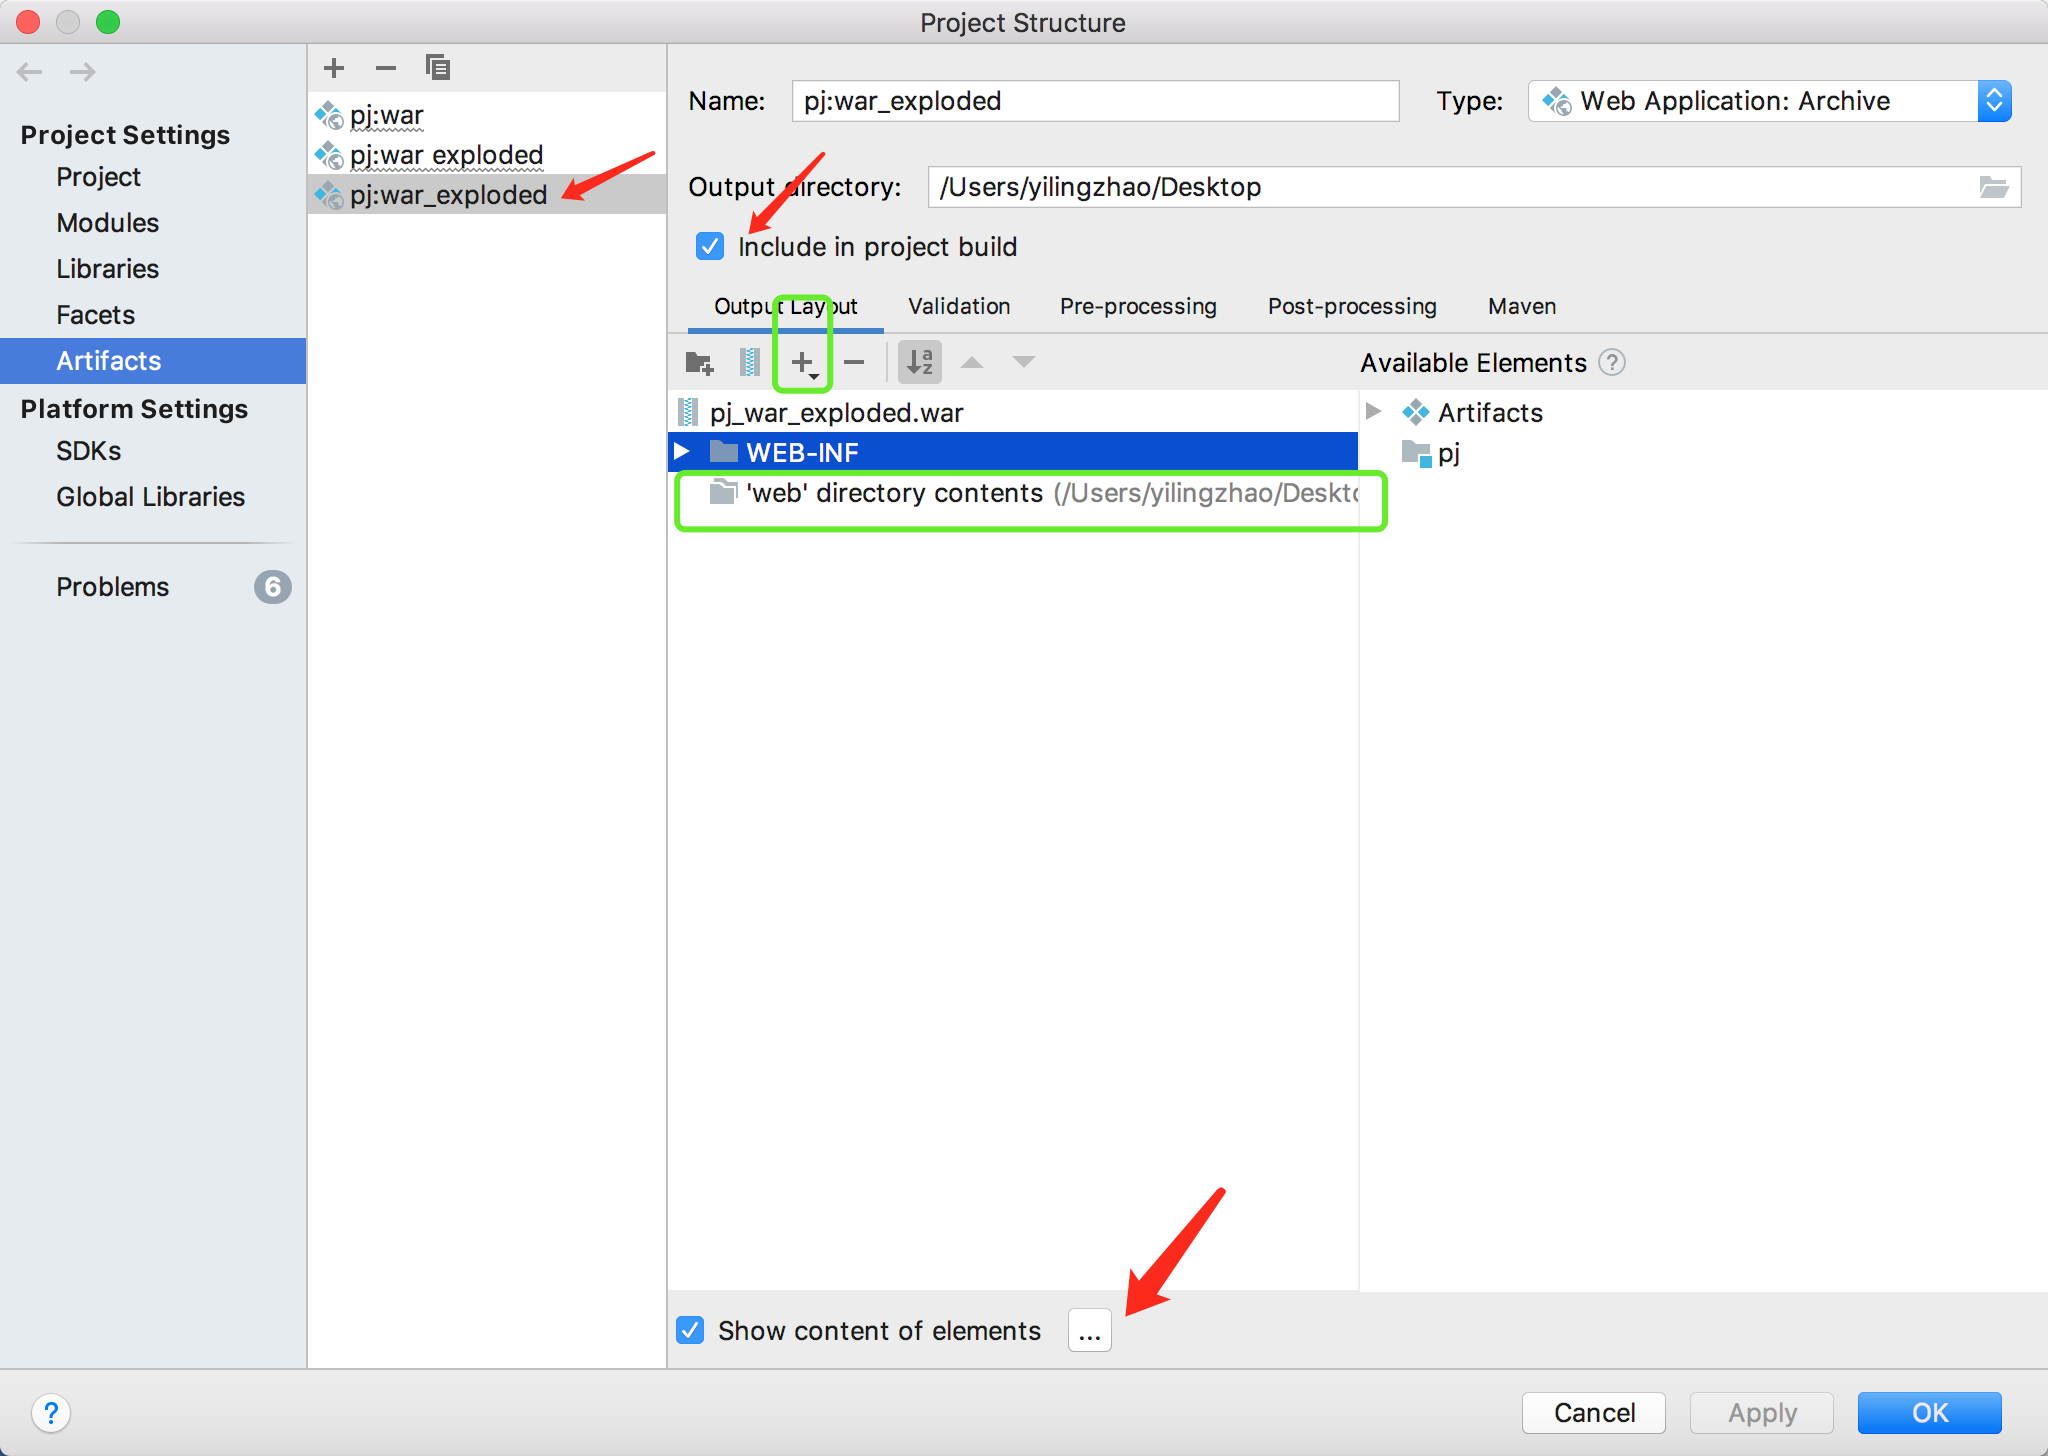 Project Structure
Project Settings
Project
Modules
Libraries
Facets
Artifacts
Platform Settings
SDKs
Global Libraries
Problems 6
pj:war
pj:war exploded
pj:war_exploded
Name: pj:war_exploded Type: Web Application: Archive
Output directory: /Users/yilingzhao/Desktop
Include in project build
Output Layout Validation Pre-processing Post-processing Maven
a
z
Available Elements ?
pj_war_exploded.war
WEB-INF
'web' directory contents (/Users/yilingzhao/Deskto
Artifacts
pj
Show content of elements ...
? Cancel Apply OK